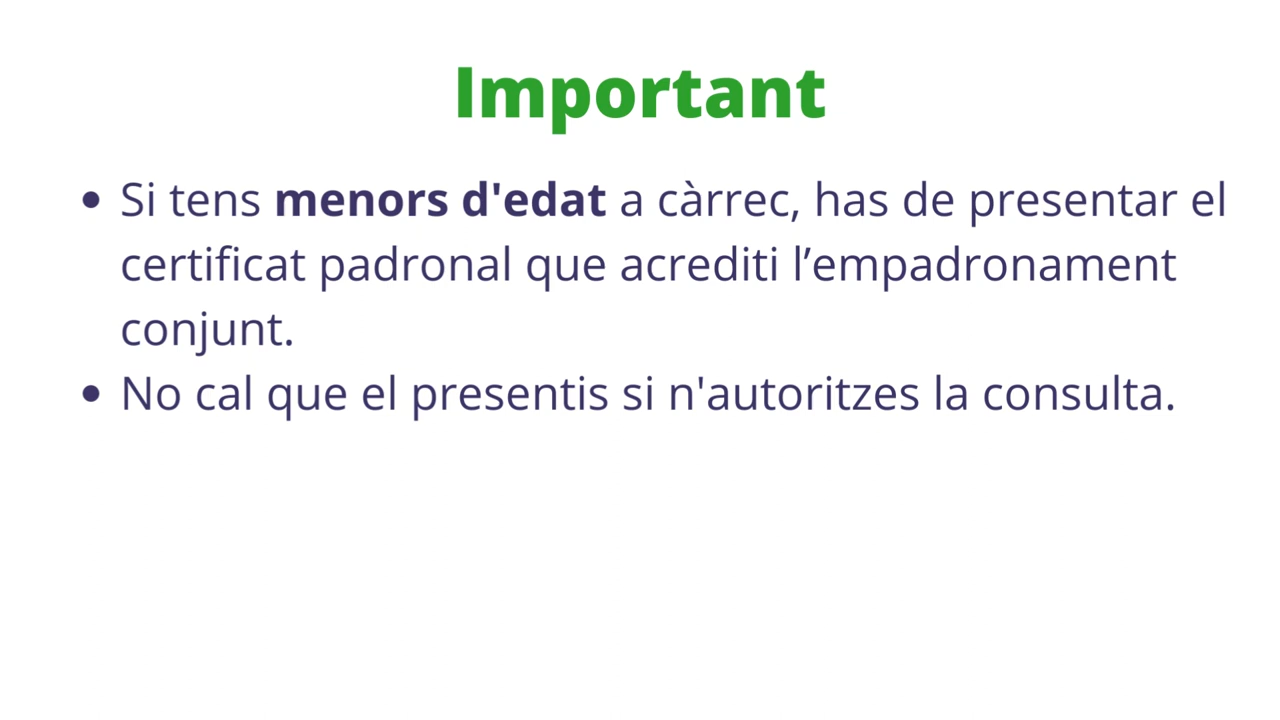 Important
• Si tens menors d'edat a càrrec, has de presentar el
certificat padronal que acrediti l’empadronament
conjunt.
• No cal que el presentis si n'autoritzes la consulta.